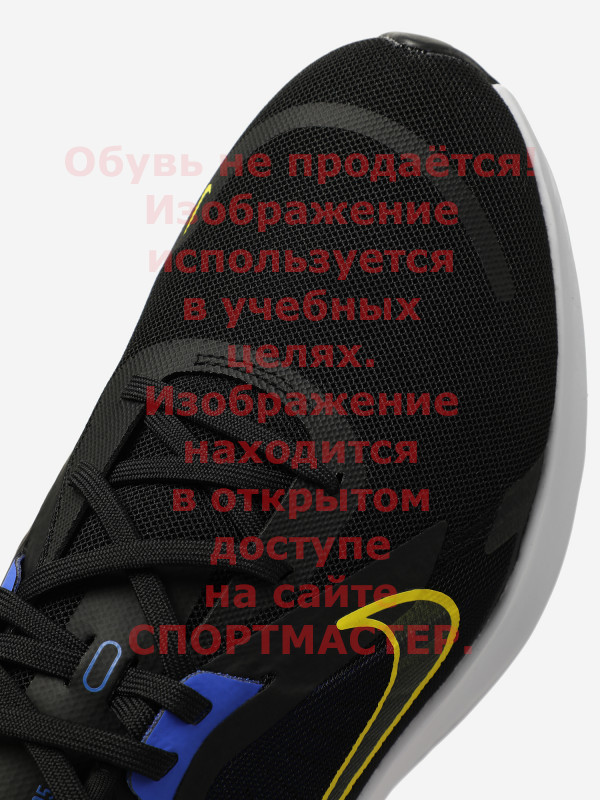 Обувь не продаётся!
Изображение
используется
в учебных
целях.
Изображение
находится
в открытом
доступе
на сайте
СПОРТМАСТЕР.